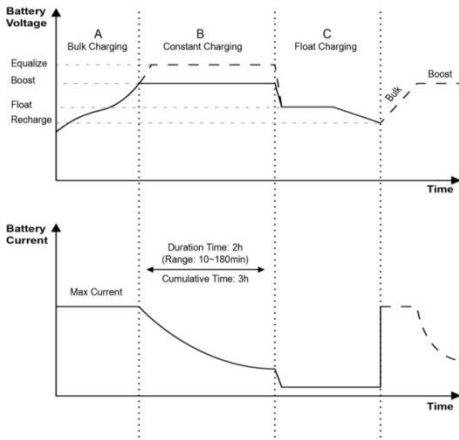 Battery
Voltage
A
Bulk Charging
B
Constant Charging
C
Float Charging
Equalize
Boost
Float
Recharge
Bulk
Boost
Time
Battery
Current
Duration Time: 2h
(Range: 10~180min)
Cumulative Time: 3h
Max Current
Time